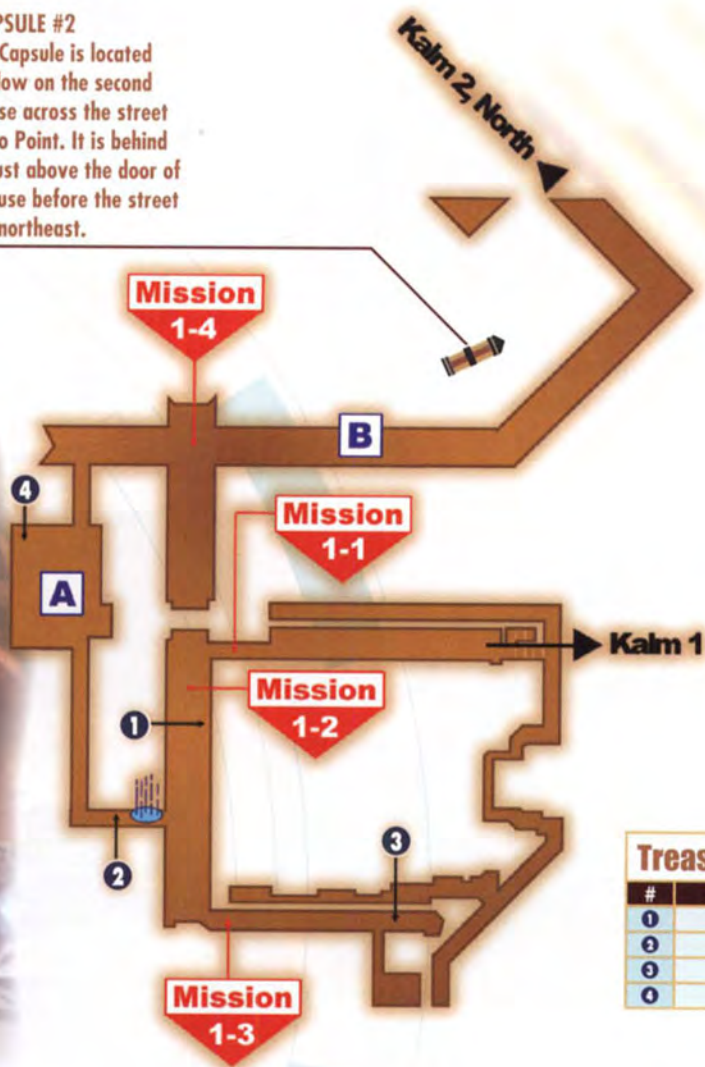 CAPSULE #2
Capsule is located
low on the second
se across the street
o Point. It is behind
ust above the door of
use before the street
northeast.
Kalm 2, North
Mission
1-4
B
4
Mission
1-1
A
Kalm 1
Mission
1-2
1
2
3
Mission
1-3
Treas
#
1
2
3
4